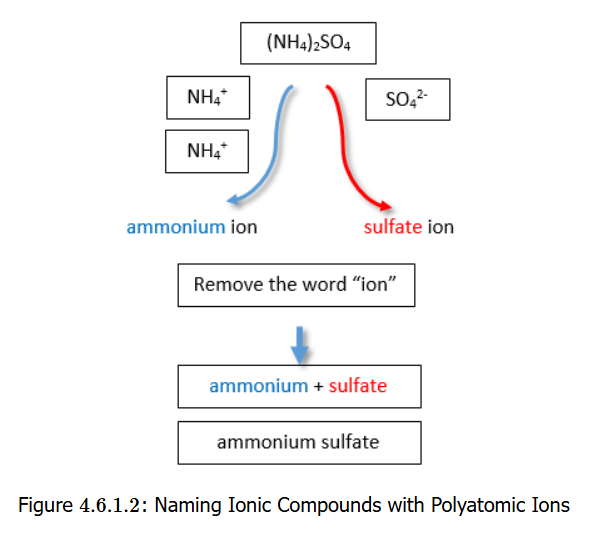 (NH₄)₂SO₄
NH₄⁺ SO₄²⁻
NH₄⁺
ammonium ion sulfate ion
Remove the word “ion”
ammonium + sulfate
ammonium sulfate
Figure 4.6.1.2: Naming Ionic Compounds with Polyatomic Ions